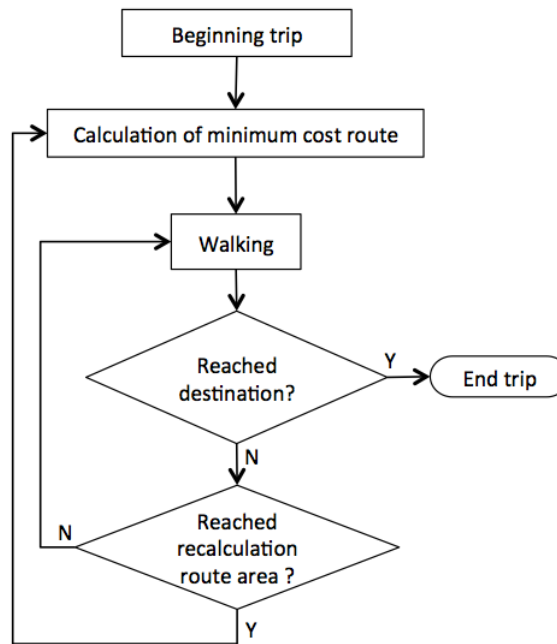 Beginning trip
Calculation of minimum cost route
Walking
Reached
destination?
Y
End trip
N
Reached
recalculation
route area ?
N
Y